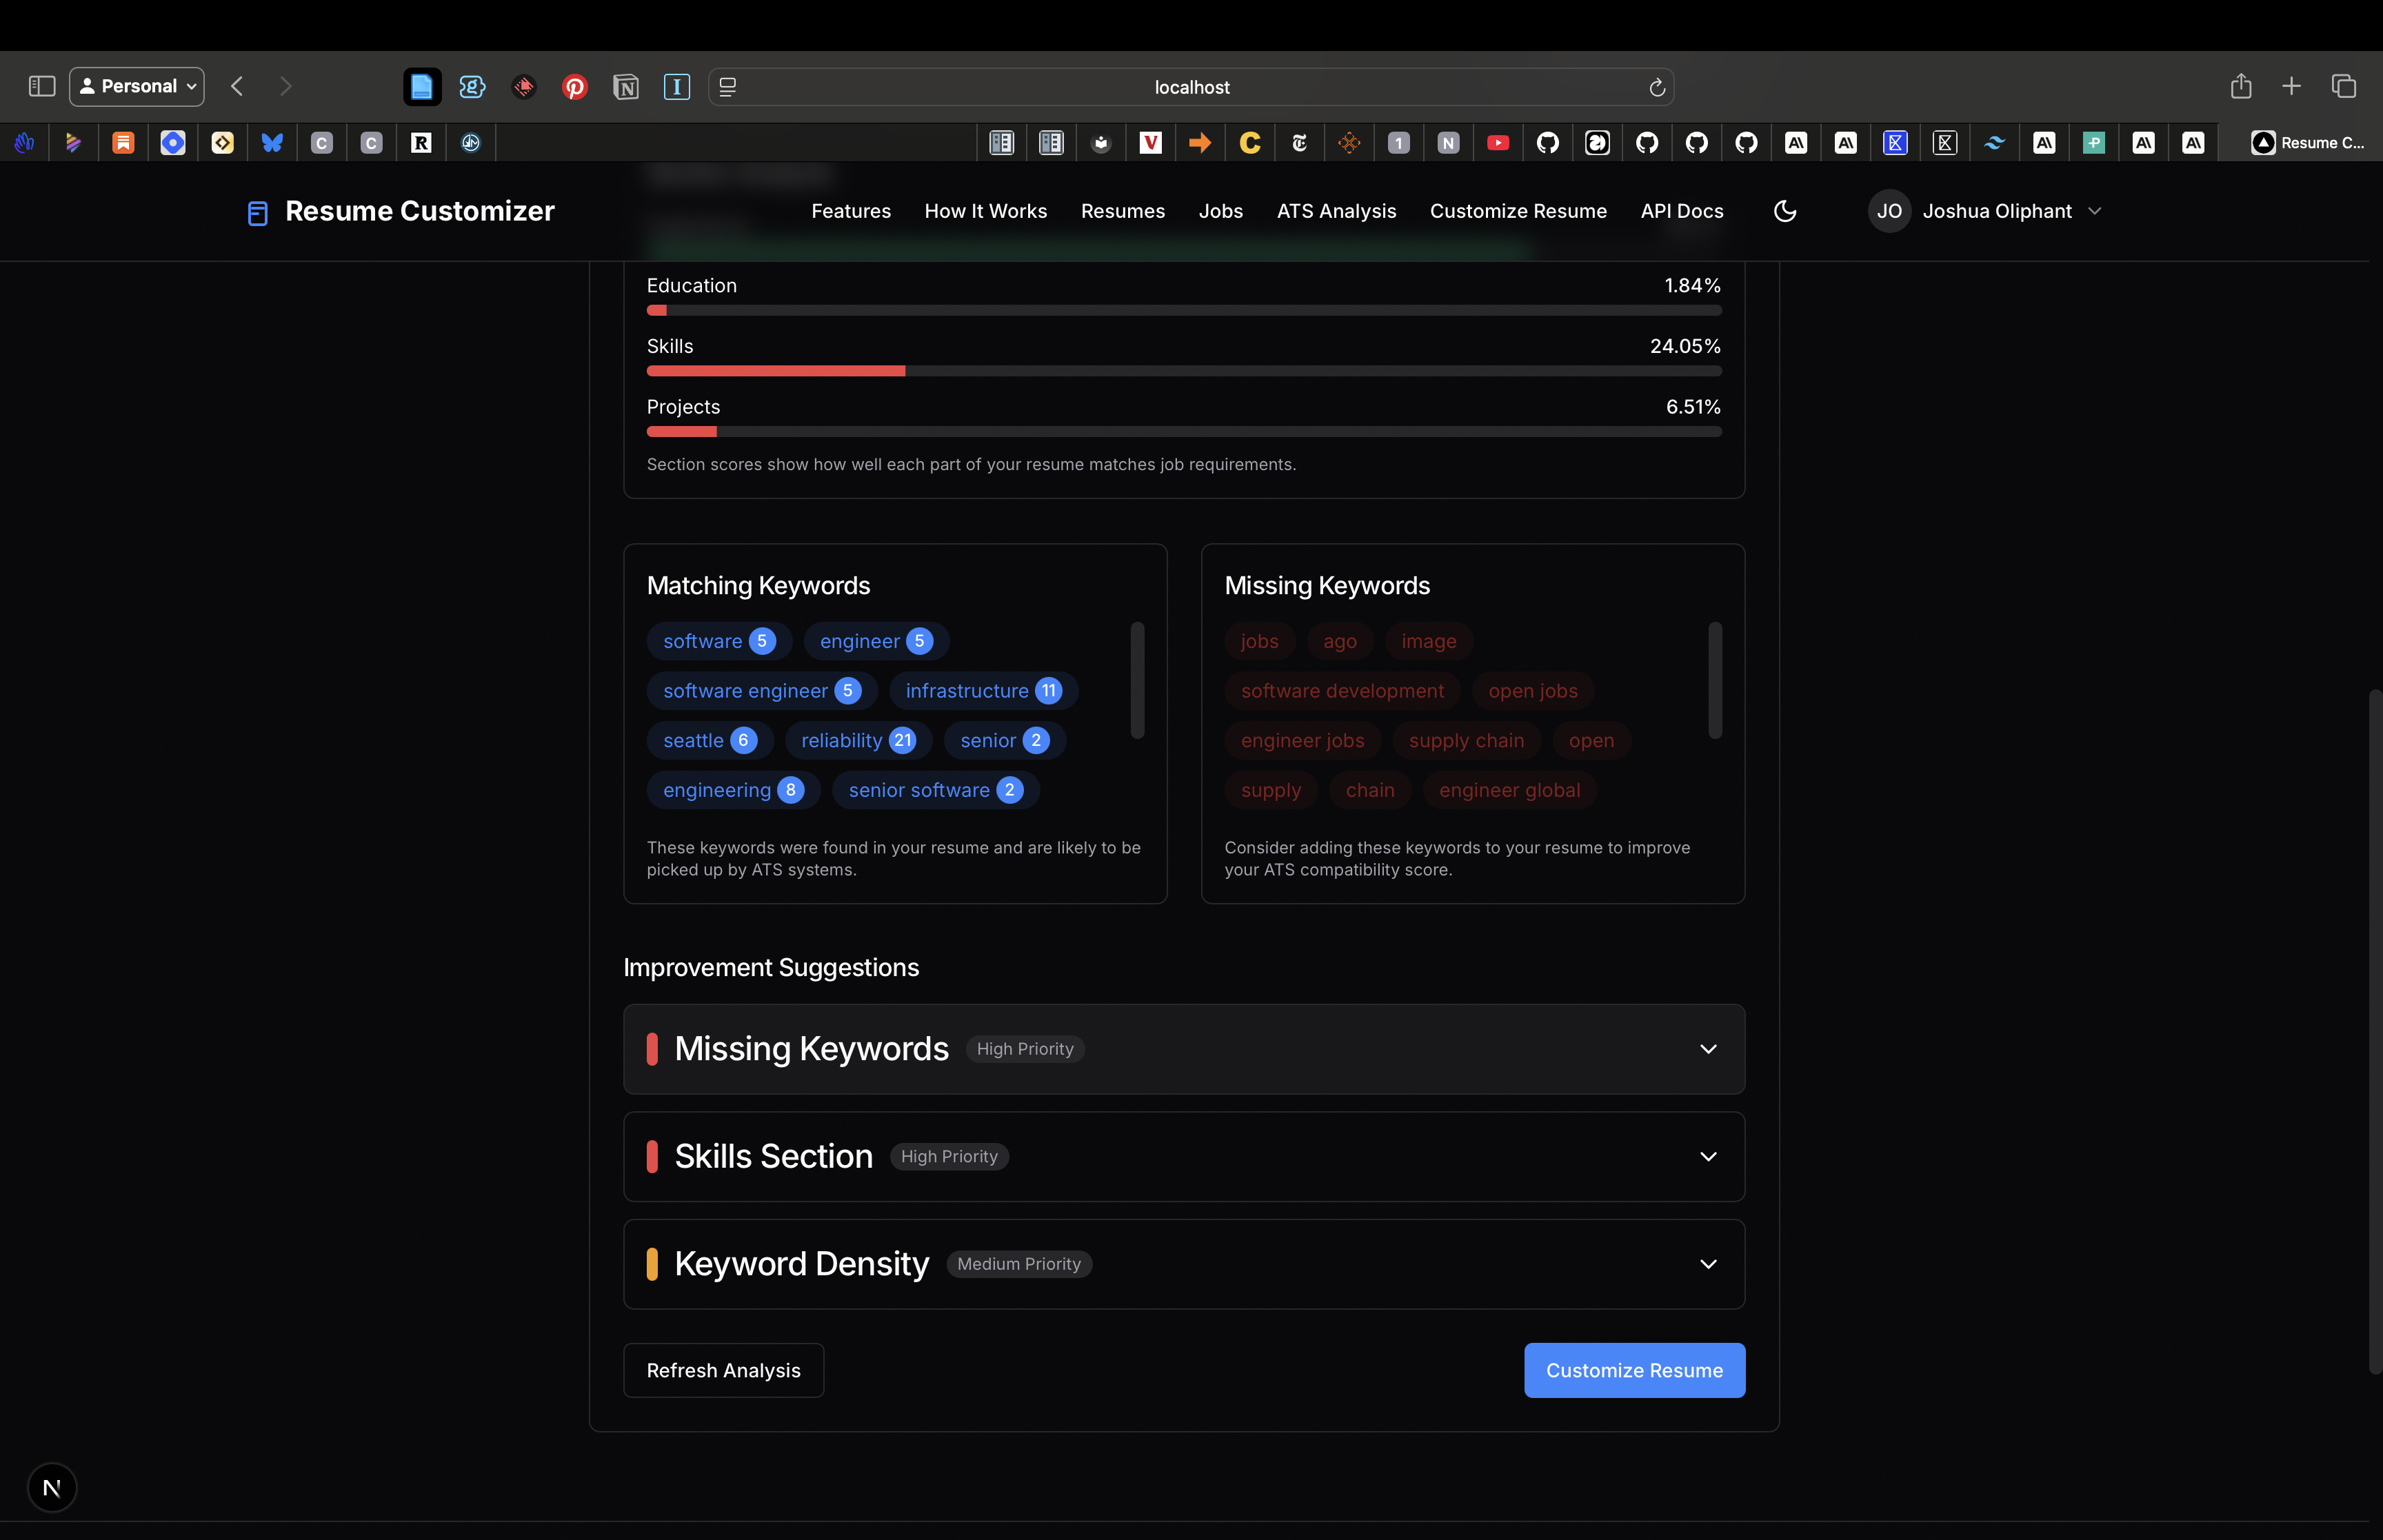 Personal
localhost
Resume C...
Resume Customizer
Features
How It Works
Resumes
Jobs
ATS Analysis
Customize Resume
API Docs
JO
Joshua Oliphant
Education
1.84%
Skills
24.05%
Projects
6.51%
Section scores show how well each part of your resume matches job requirements.
Matching Keywords
software 5
engineer 5
software engineer 5
infrastructure 11
seattle 6
reliability 21
senior 2
engineering 8
senior software 2
These keywords were found in your resume and are likely to be
picked up by ATS systems.
Missing Keywords
jobs
ago
image
software development
open jobs
engineer jobs
supply chain
open
supply
chain
engineer global
Consider adding these keywords to your resume to improve
your ATS compatibility score.
Improvement Suggestions
Missing Keywords
High Priority
Skills Section
High Priority
Keyword Density
Medium Priority
Refresh Analysis
Customize Resume
N